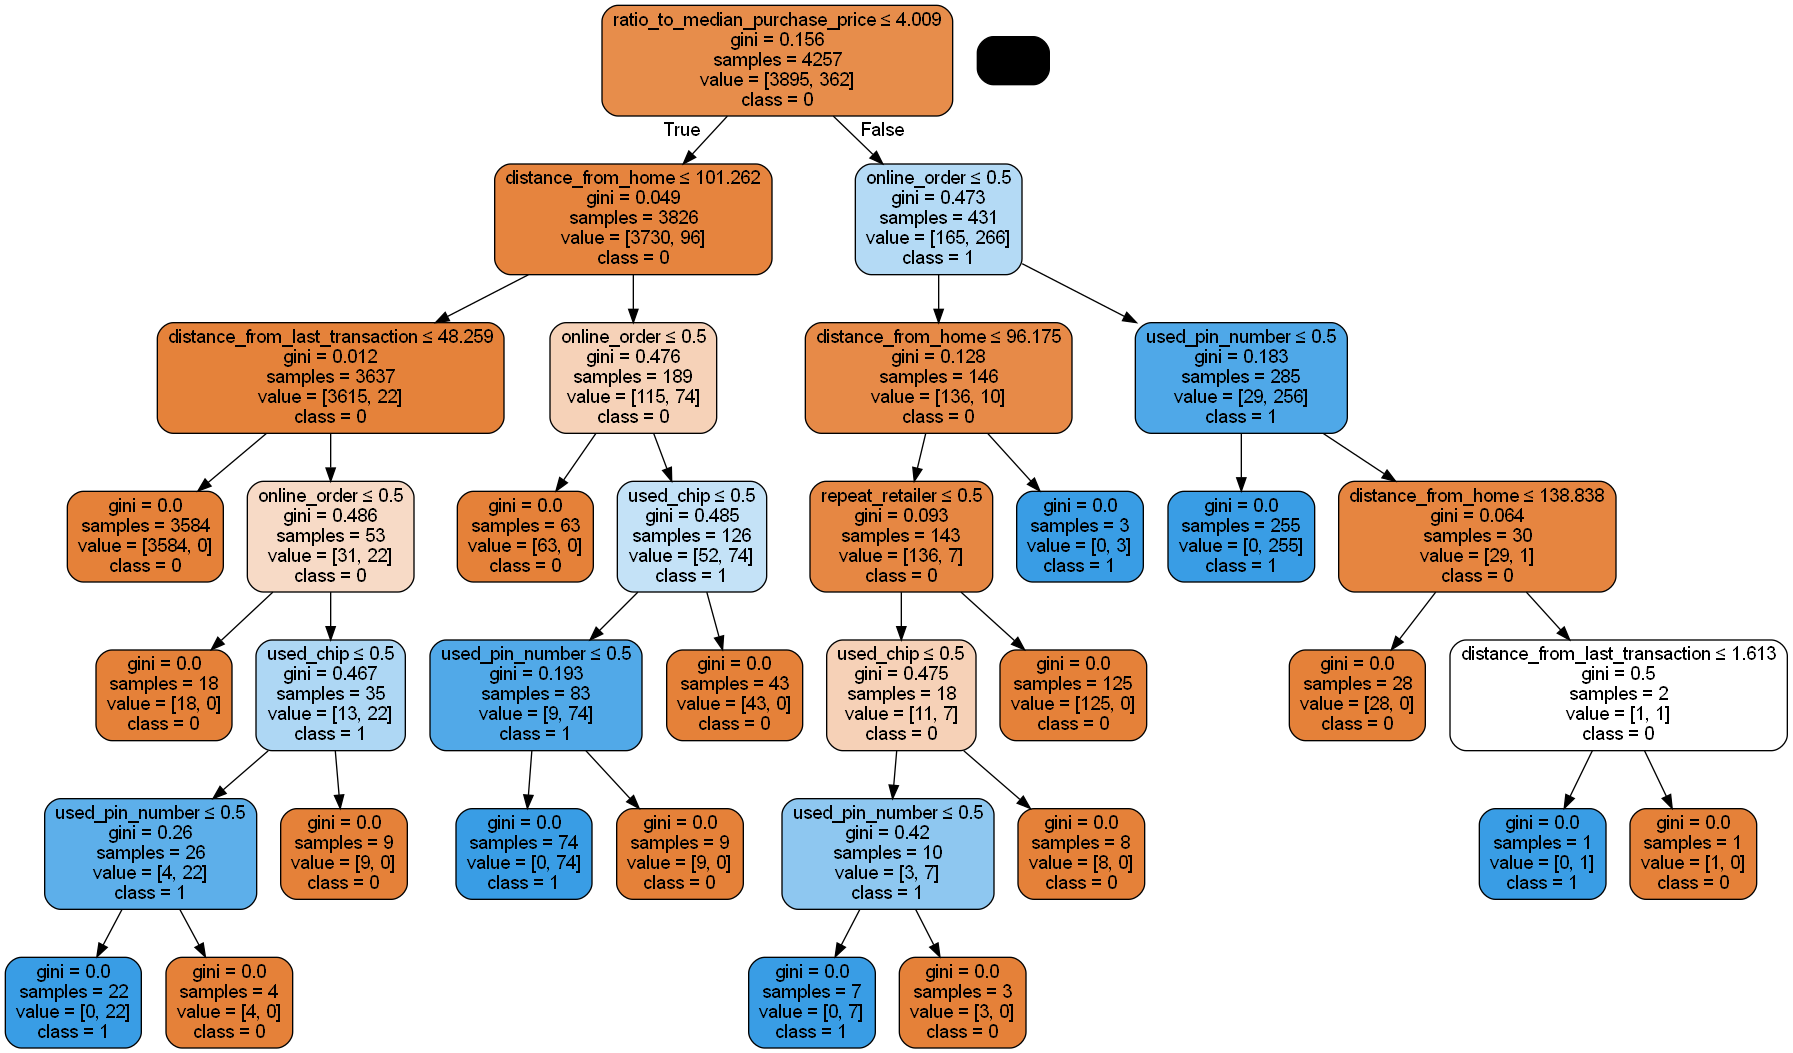 ratio_to_median_purchase_price ≤ 4.009
gini = 0.156
samples = 4257
value = [3895, 362]
class = 0
True
False
distance_from_home ≤ 101.262
gini = 0.049
samples = 3826
value = [3730, 96]
class = 0
online_order ≤ 0.5
gini = 0.473
samples = 431
value = [165, 266]
class = 1
distance_from_last_transaction ≤ 48.259
gini = 0.012
samples = 3637
value = [3615, 22]
class = 0
online_order ≤ 0.5
gini = 0.476
samples = 189
value = [115, 74]
class = 0
distance_from_home ≤ 96.175
gini = 0.128
samples = 146
value = [136, 10]
class = 0
used_pin_number ≤ 0.5
gini = 0.183
samples = 285
value = [29, 256]
class = 1
gini = 0.0
samples = 3584
value = [3584, 0]
class = 0
online_order ≤ 0.5
gini = 0.486
samples = 53
value = [31, 22]
class = 0
gini = 0.0
samples = 63
value = [63, 0]
class = 0
used_chip ≤ 0.5
gini = 0.485
samples = 126
value = [52, 74]
class = 1
repeat_retailer ≤ 0.5
gini = 0.093
samples = 143
value = [136, 7]
class = 0
gini = 0.0
samples = 3
value = [0, 3]
class = 1
gini = 0.0
samples = 255
value = [0, 255]
class = 1
distance_from_home ≤ 138.838
gini = 0.064
samples = 30
value = [29, 1]
class = 0
gini = 0.0
samples = 18
value = [18, 0]
class = 0
used_chip ≤ 0.5
gini = 0.467
samples = 35
value = [13, 22]
class = 1
used_pin_number ≤ 0.5
gini = 0.193
samples = 83
value = [9, 74]
class = 1
gini = 0.0
samples = 43
value = [43, 0]
class = 0
used_chip ≤ 0.5
gini = 0.475
samples = 18
value = [11, 7]
class = 0
gini = 0.0
samples = 125
value = [125, 0]
class = 0
gini = 0.0
samples = 28
value = [28, 0]
class = 0
distance_from_last_transaction ≤ 1.613
gini = 0.5
samples = 2
value = [1, 1]
class = 0
used_pin_number ≤ 0.5
gini = 0.26
samples = 26
value = [4, 22]
class = 1
gini = 0.0
samples = 9
value = [9, 0]
class = 0
gini = 0.0
samples = 74
value = [0, 74]
class = 1
gini = 0.0
samples = 9
value = [9, 0]
class = 0
used_pin_number ≤ 0.5
gini = 0.42
samples = 10
value = [3, 7]
class = 1
gini = 0.0
samples = 8
value = [8, 0]
class = 0
gini = 0.0
samples = 1
value = [0, 1]
class = 1
gini = 0.0
samples = 1
value = [1, 0]
class = 0
gini = 0.0
samples = 22
value = [0, 22]
class = 1
gini = 0.0
samples = 4
value = [4, 0]
class = 0
gini = 0.0
samples = 7
value = [0, 7]
class = 1
gini = 0.0
samples = 3
value = [3, 0]
class = 0